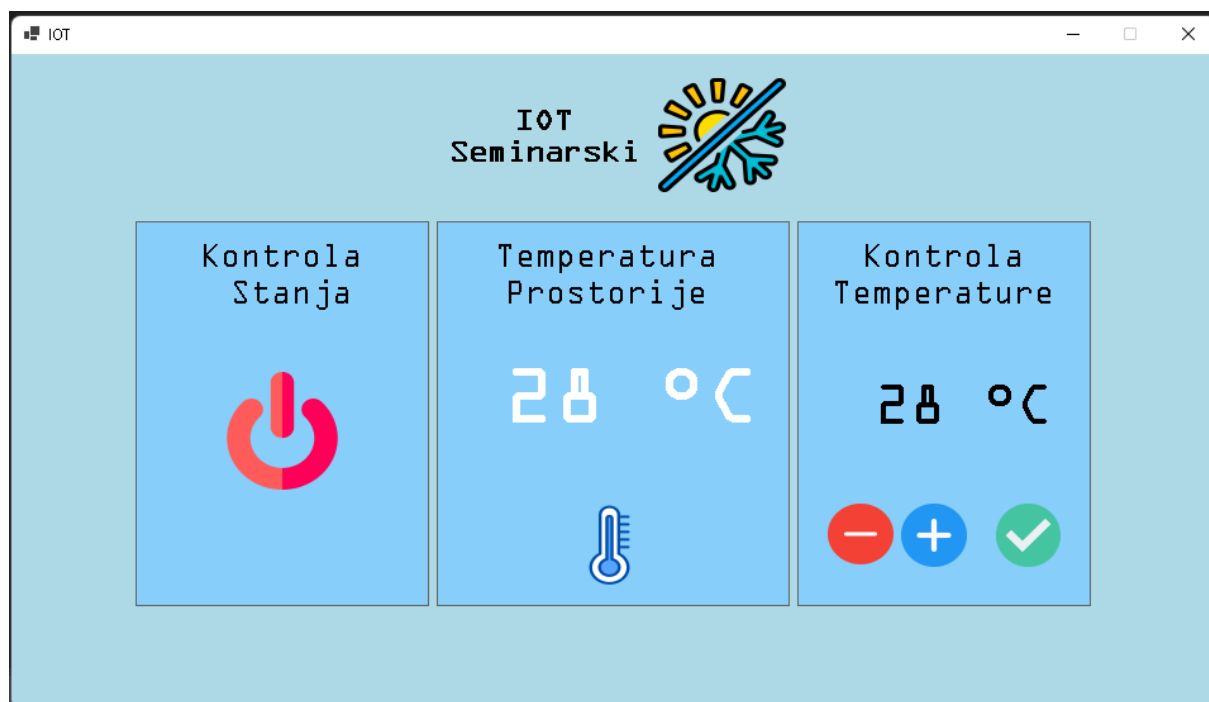 IOT
IOT
Seminarski
Kontrola
Stanja
Temperatura
Prostorije
28 °C
Kontrola
Temperature
28 °C